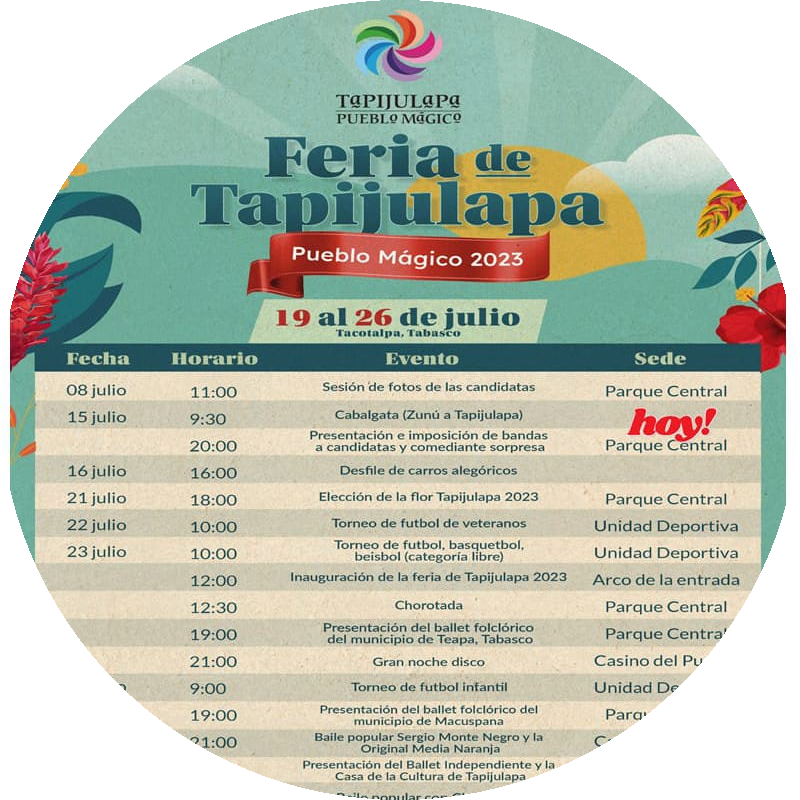 TAPIJULAPA
PUEBLO MÁGICO
Feria de
Tapijulapa
Pueblo Mágico 2023
19 al 26 de julio
Tacotalpa, Tabasco
Fecha Horario Evento Sede
08 julio 11:00 Sesión de fotos de las candidatas Parque Central
15 julio 9:30 Cabalgata (Zunú a Tapijulapa) hoy!
20:00 Presentación e imposición de bandas
a candidatas y comediante sorpresa Parque Central
16 julio 16:00 Desfile de carros alegóricos
21 julio 18:00 Elección de la flor Tapijulapa 2023 Parque Central
22 julio 10:00 Torneo de futbol de veteranos Unidad Deportiva
23 julio 10:00 Torneo de futbol, basquetbol,
beisbol (categoría libre) Unidad Deportiva
12:00 Inauguración de la feria de Tapijulapa 2023 Arco de la entrada
12:30 Chorotada Parque Central
19:00 Presentación del ballet folclórico
del municipio de Teapa, Tabasco Parque Central
21:00 Gran noche disco Casino del
9:00 Torneo de futbol infantil Unidad
19:00 Presentación del ballet folclórico del
municipio de Macuspana
21:00 Baile popular Sergio Monte Negro y la
Original Media Naranja
Presentación del Ballet Independiente y la
Casa de la Cultura de Tapijulapa
Baile popular con